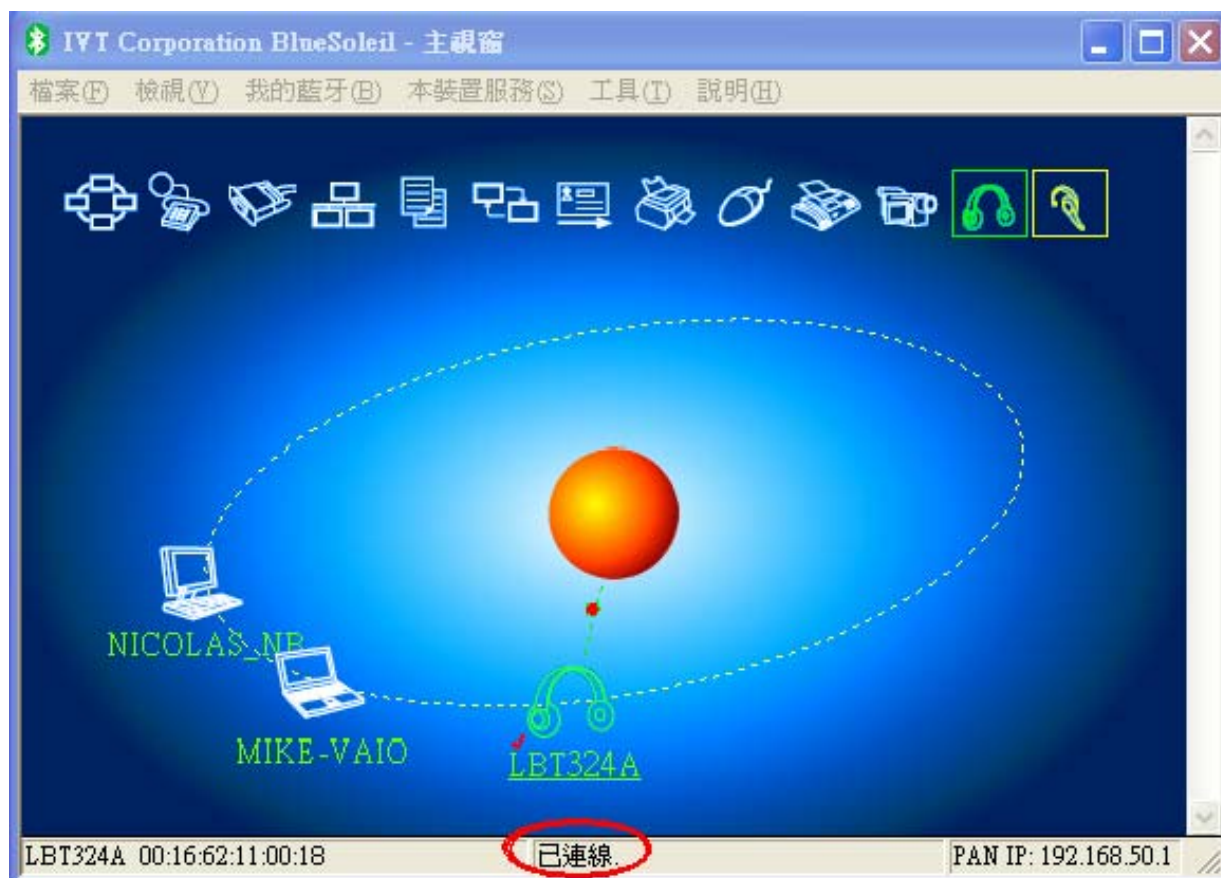 IVT Corporation BlueSoleil - 主視窗
檔案(F) 檢視(V) 我的藍牙(B) 本裝置服務(S) 工具(T) 說明(H)
NICOLAS_NB
MIKE-VAIO
LBT324A
LBT324A 00:16:62:11:00:18 已連線. PAN IP: 192.168.50.1